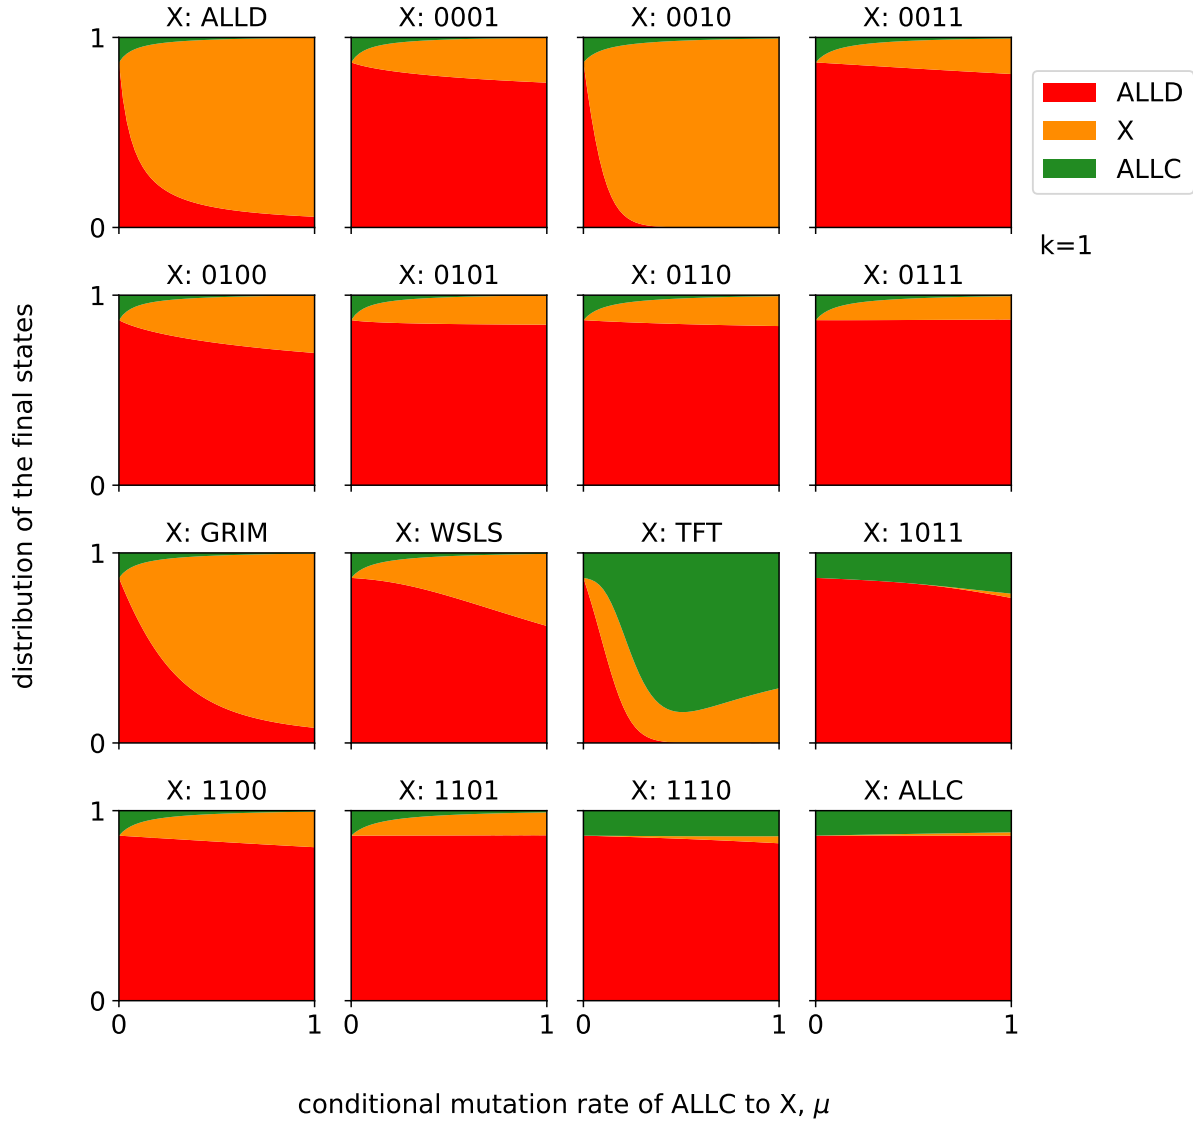 X: ALLD
X: 0001
X: 0010
X: 0011
1
0
ALLD
X
ALLC
k=1
X: 0100
X: 0101
X: 0110
X: 0111
1
0
distribution of the final states
X: GRIM
X: WSLS
X: TFT
X: 1011
1
0
X: 1100
X: 1101
X: 1110
X: ALLC
1
0
0 1
0 1
0 1
0 1
conditional mutation rate of ALLC to X, μ